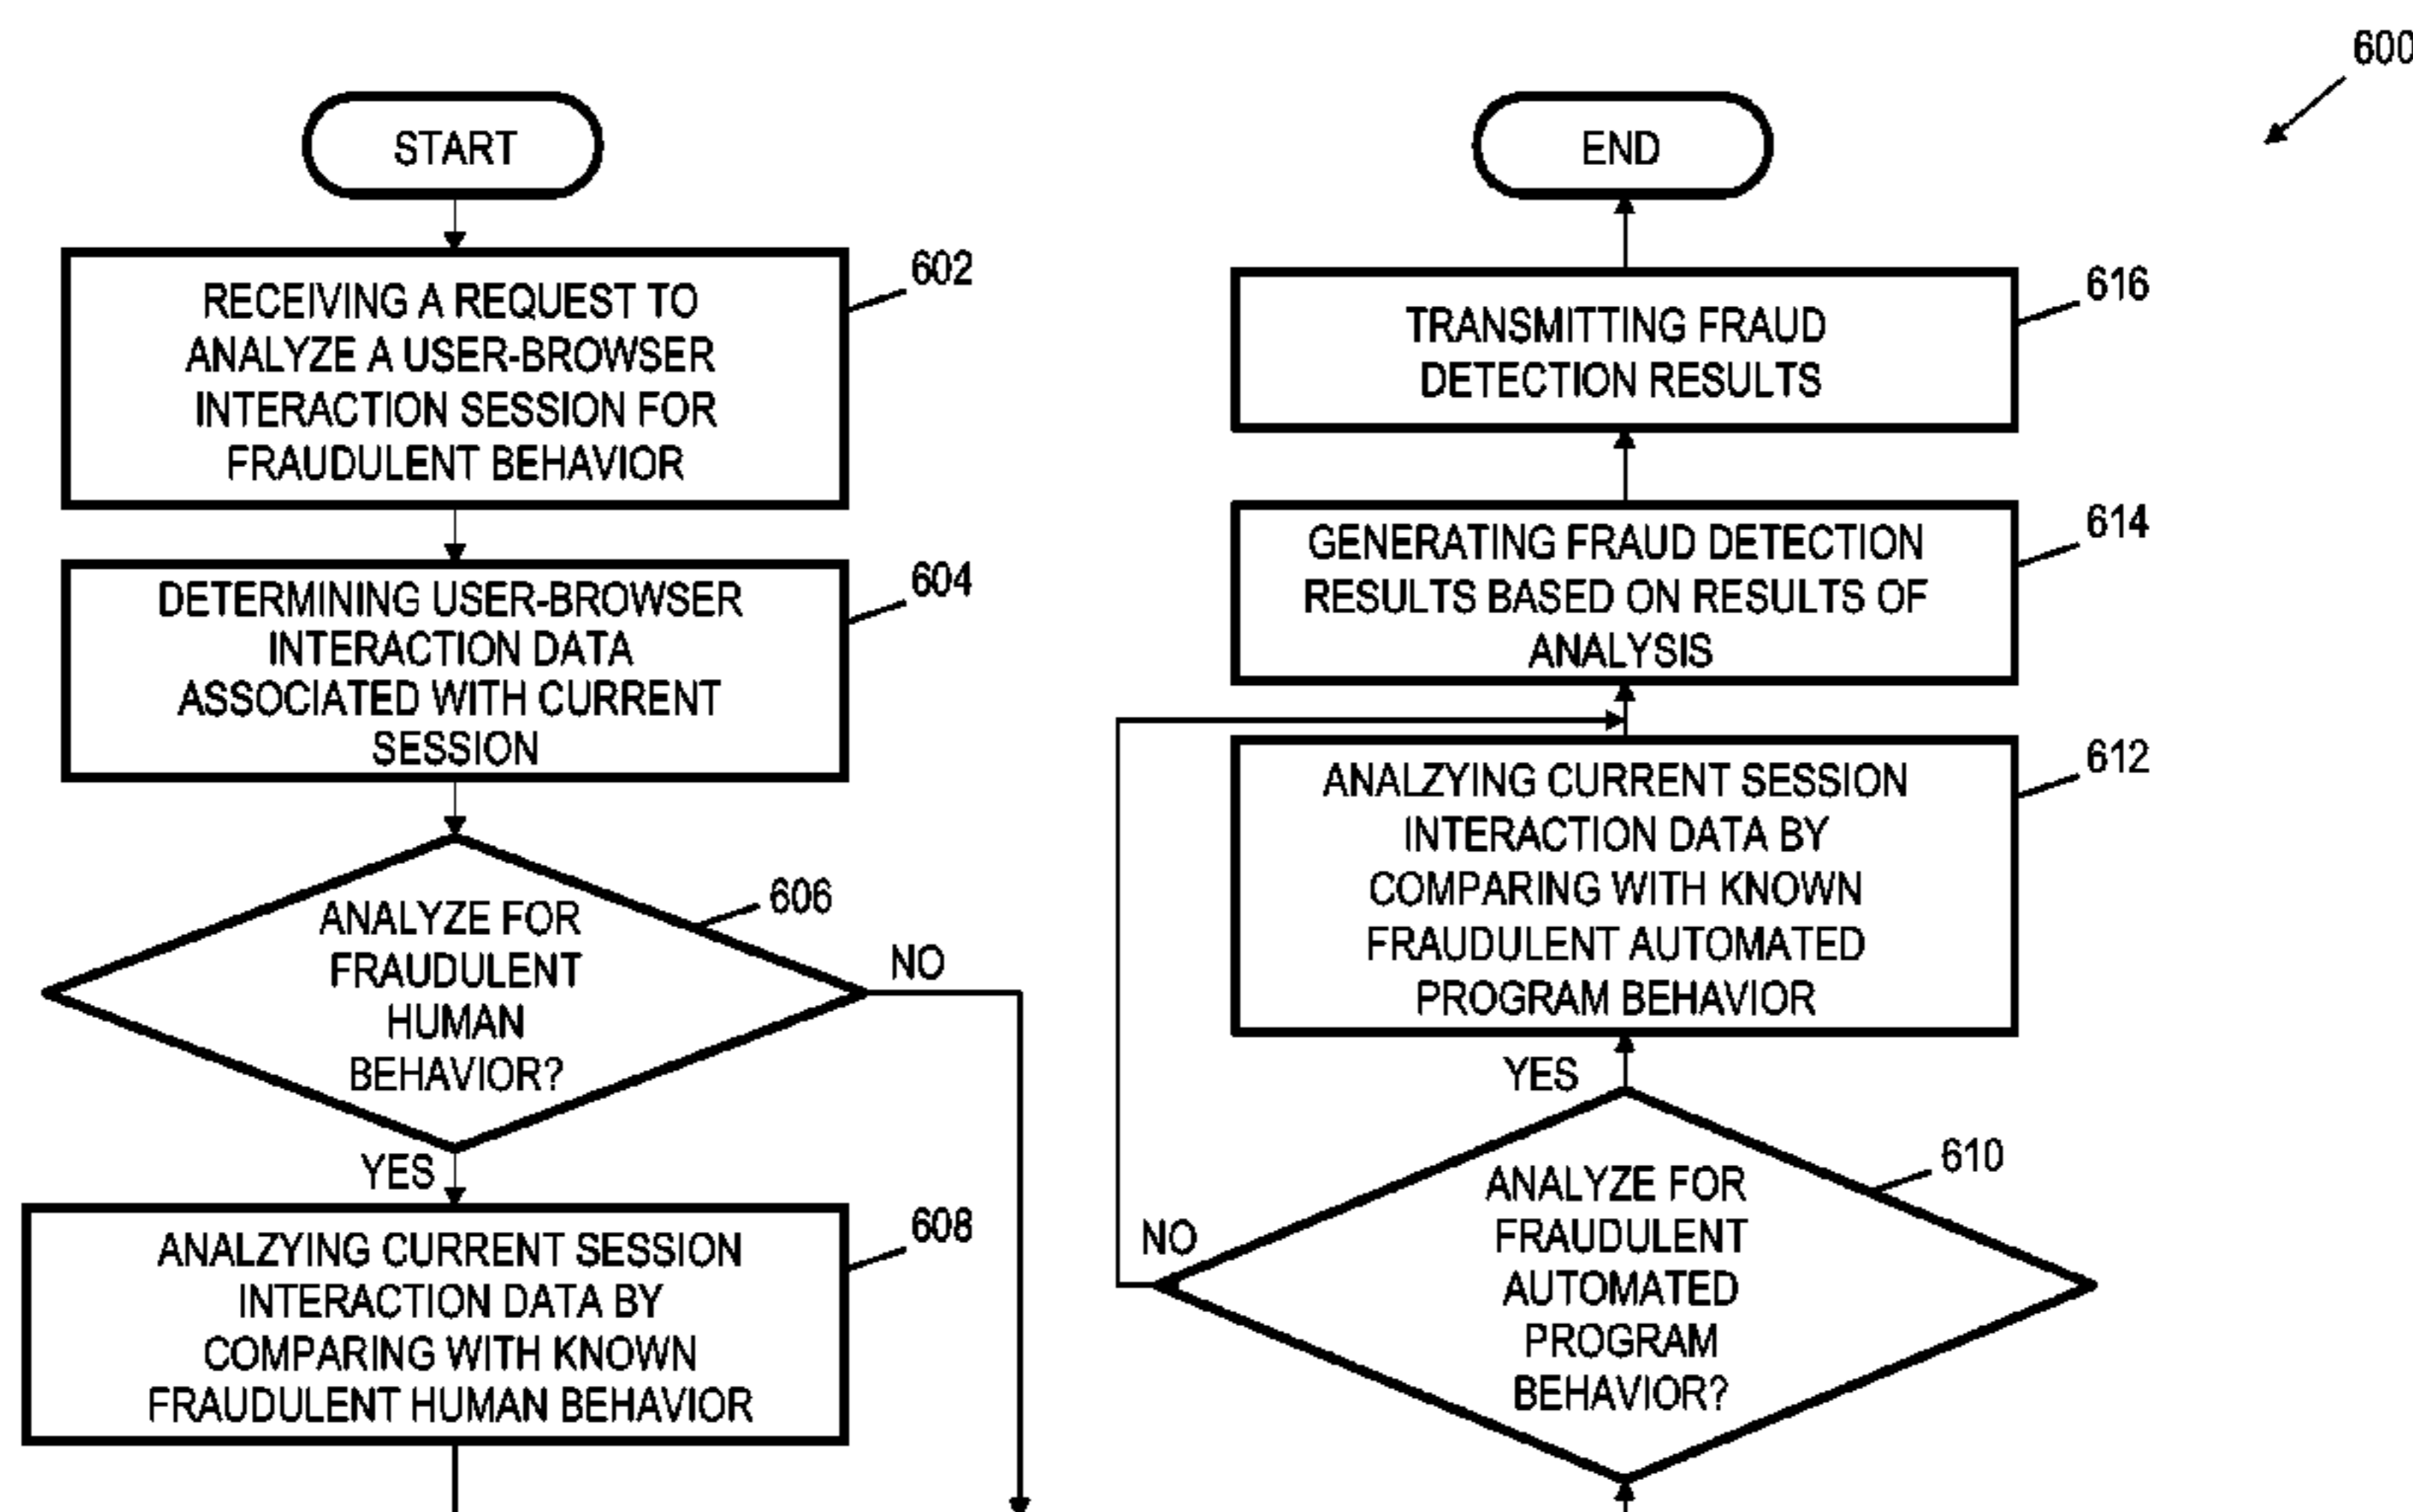 600
START
602
RECEIVING A REQUEST TO
ANALYZE A USER-BROWSER
INTERACTION SESSION FOR
FRAUDULENT BEHAVIOR
604
DETERMINING USER-BROWSER
INTERACTION DATA
ASSOCIATED WITH CURRENT
SESSION
606
ANALYZE FOR
FRAUDULENT
HUMAN
BEHAVIOR?
NO
YES
608
ANALZYING CURRENT SESSION
INTERACTION DATA BY
COMPARING WITH KNOWN
FRAUDULENT HUMAN BEHAVIOR
END
616
TRANSMITTING FRAUD
DETECTION RESULTS
614
GENERATING FRAUD DETECTION
RESULTS BASED ON RESULTS OF
ANALYSIS
612
ANALZYING CURRENT SESSION
INTERACTION DATA BY
COMPARING WITH KNOWN
FRAUDULENT AUTOMATED
PROGRAM BEHAVIOR
YES
610
ANALYZE FOR
FRAUDULENT
AUTOMATED
PROGRAM
BEHAVIOR?
NO